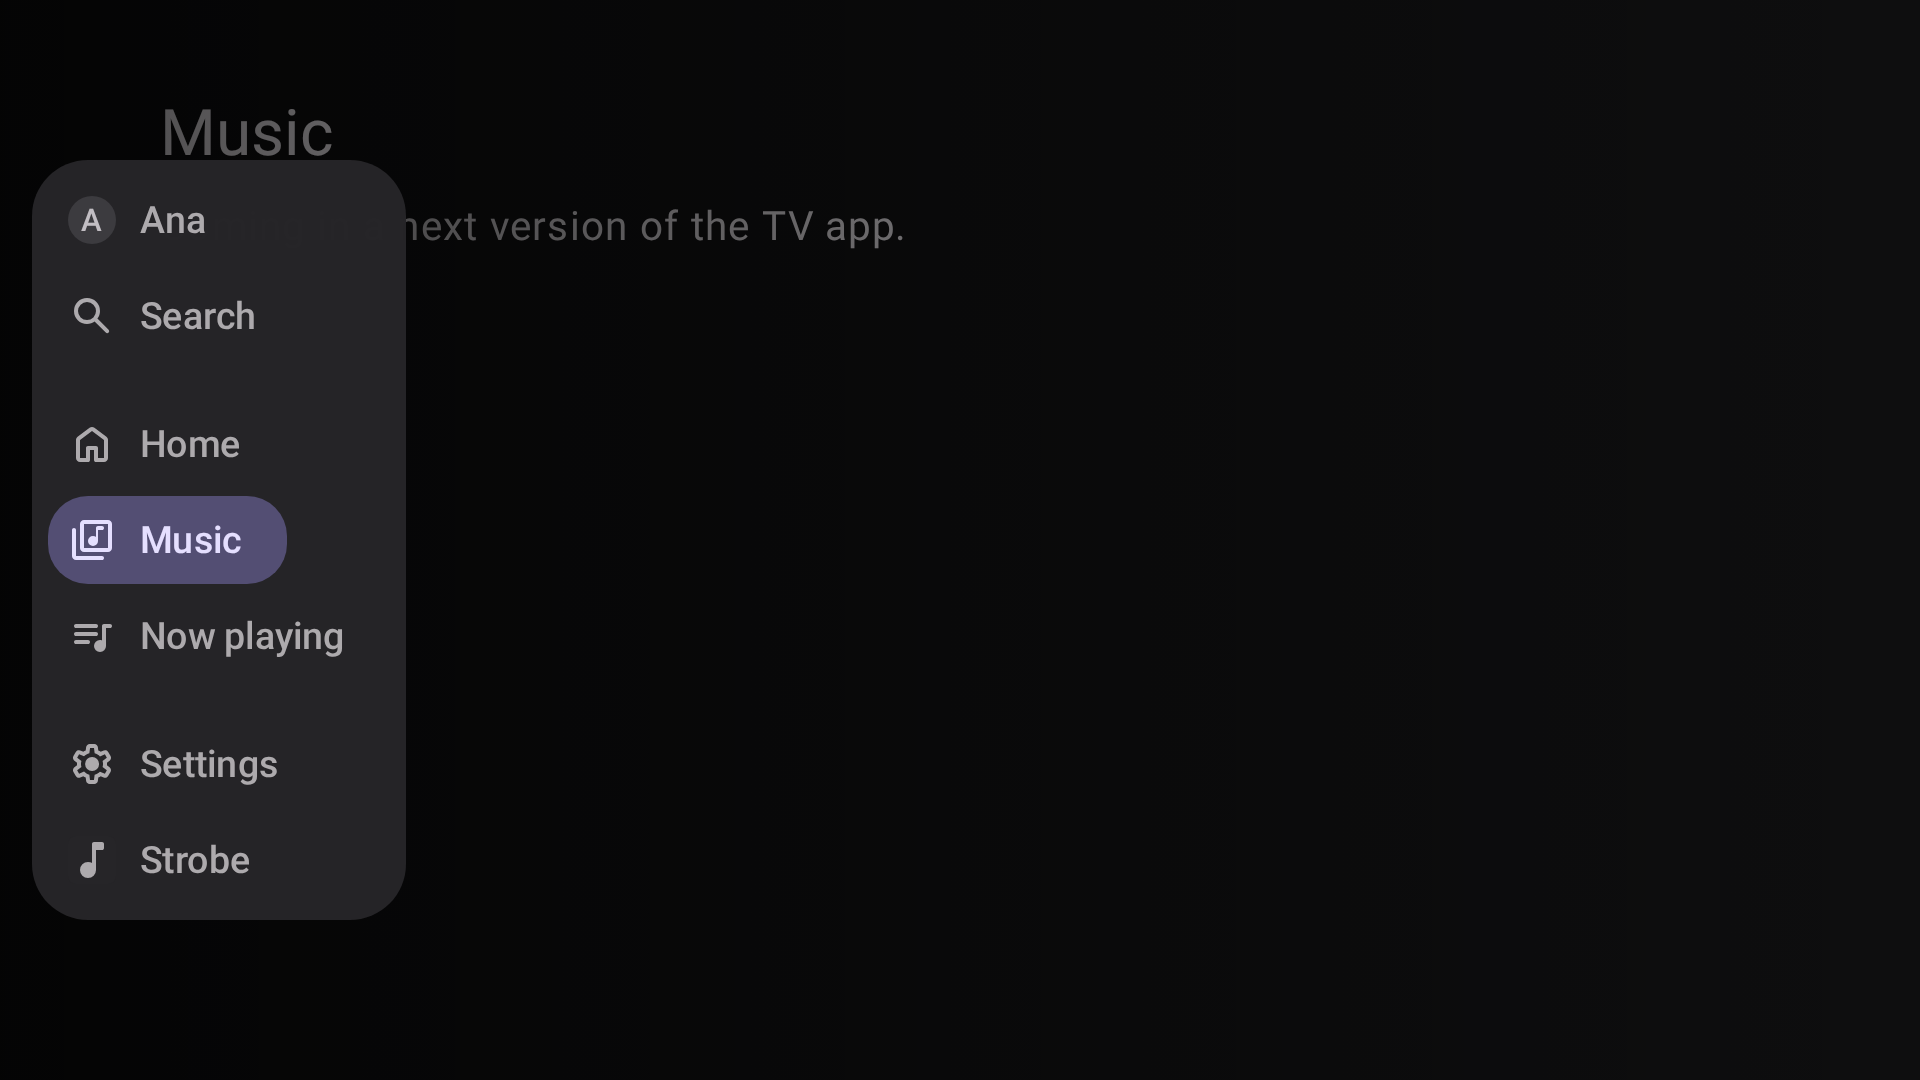 Music
A Ana
next version of the TV app.
Search
Home
Music
Now playing
Settings
Strobe